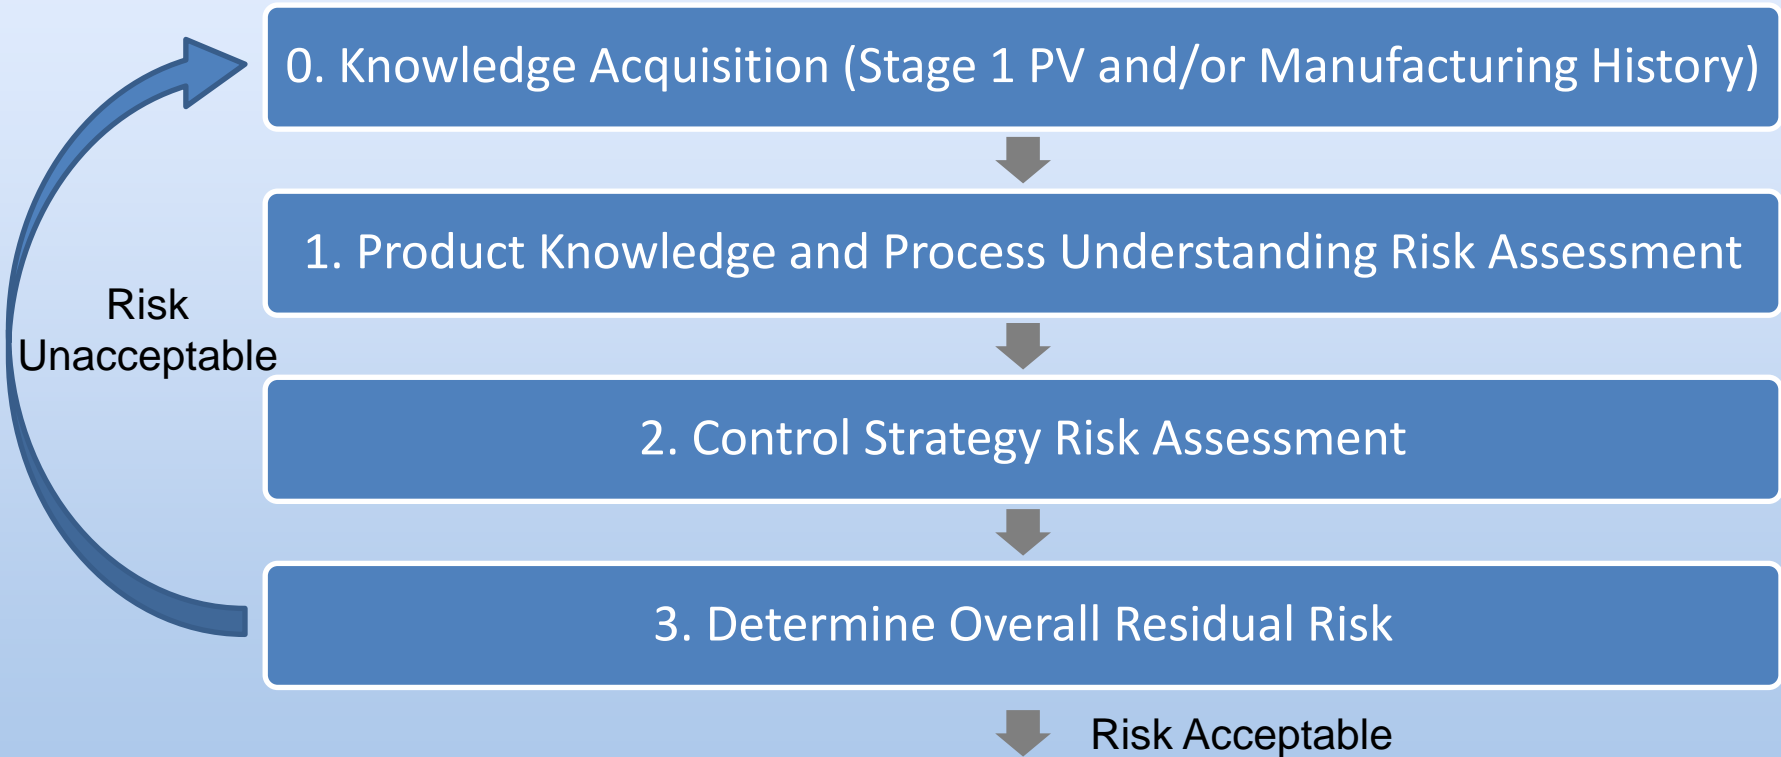 0. Knowledge Acquisition (Stage 1 PV and/or Manufacturing History)
1. Product Knowledge and Process Understanding Risk Assessment
Risk
Unacceptable
2. Control Strategy Risk Assessment
3. Determine Overall Residual Risk
Risk Acceptable